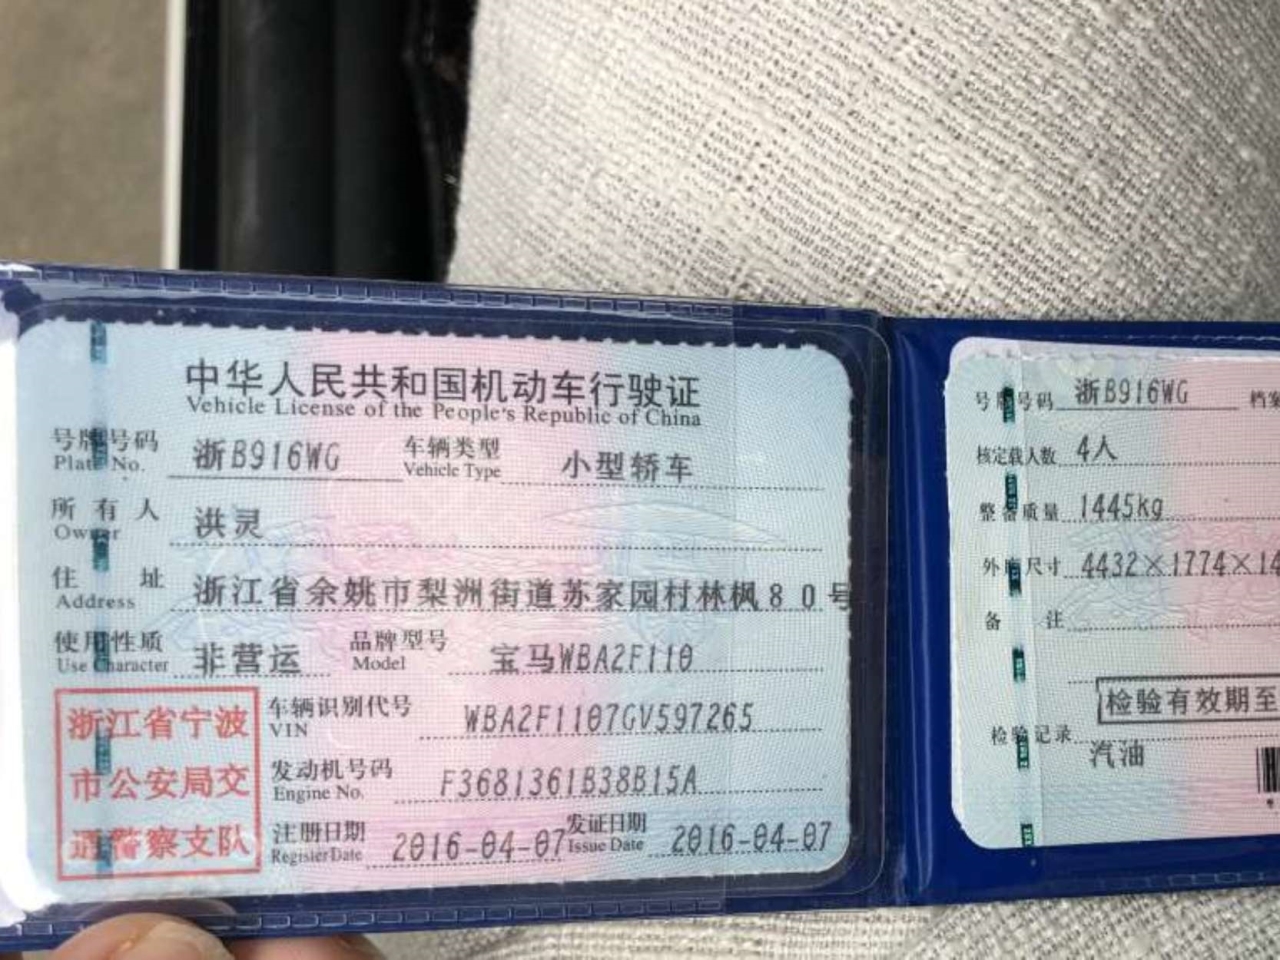 中华人民共和国机动车行驶证
Vehicle License of the People's Republic of China
号牌号码 浙B916WG 车辆类型 小型轿车
Plate No. Vehicle Type
所有人 洪灵
Owner
住址 浙江省余姚市梨洲街道苏家园村林枫80号
Address
使用性质 非营运 品牌型号 宝马WBA2F110
Use Character Model
浙江省宁波
市公安局交
通警察支队
车辆识别代号 WBA2F1107GV597265
VIN
发动机号码 F3681361B38B15A
Engine No.
注册日期 2016-04-07 发证日期 2016-04-07
Register Date Issue Date
号牌号码 浙B916WG 档案
核定载人数 4人
整备质量 1445kg
外廓尺寸 4432×1774×14
备注
检验有效期至
检验记录
汽油